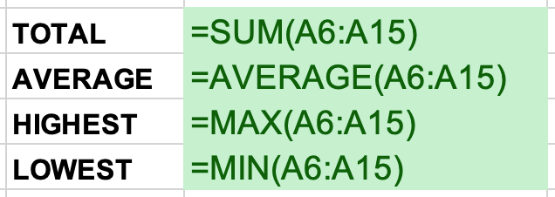 TOTAL =SUM(A6:A15)
AVERAGE =AVERAGE(A6:A15)
HIGHEST =MAX(A6:A15)
LOWEST =MIN(A6:A15)